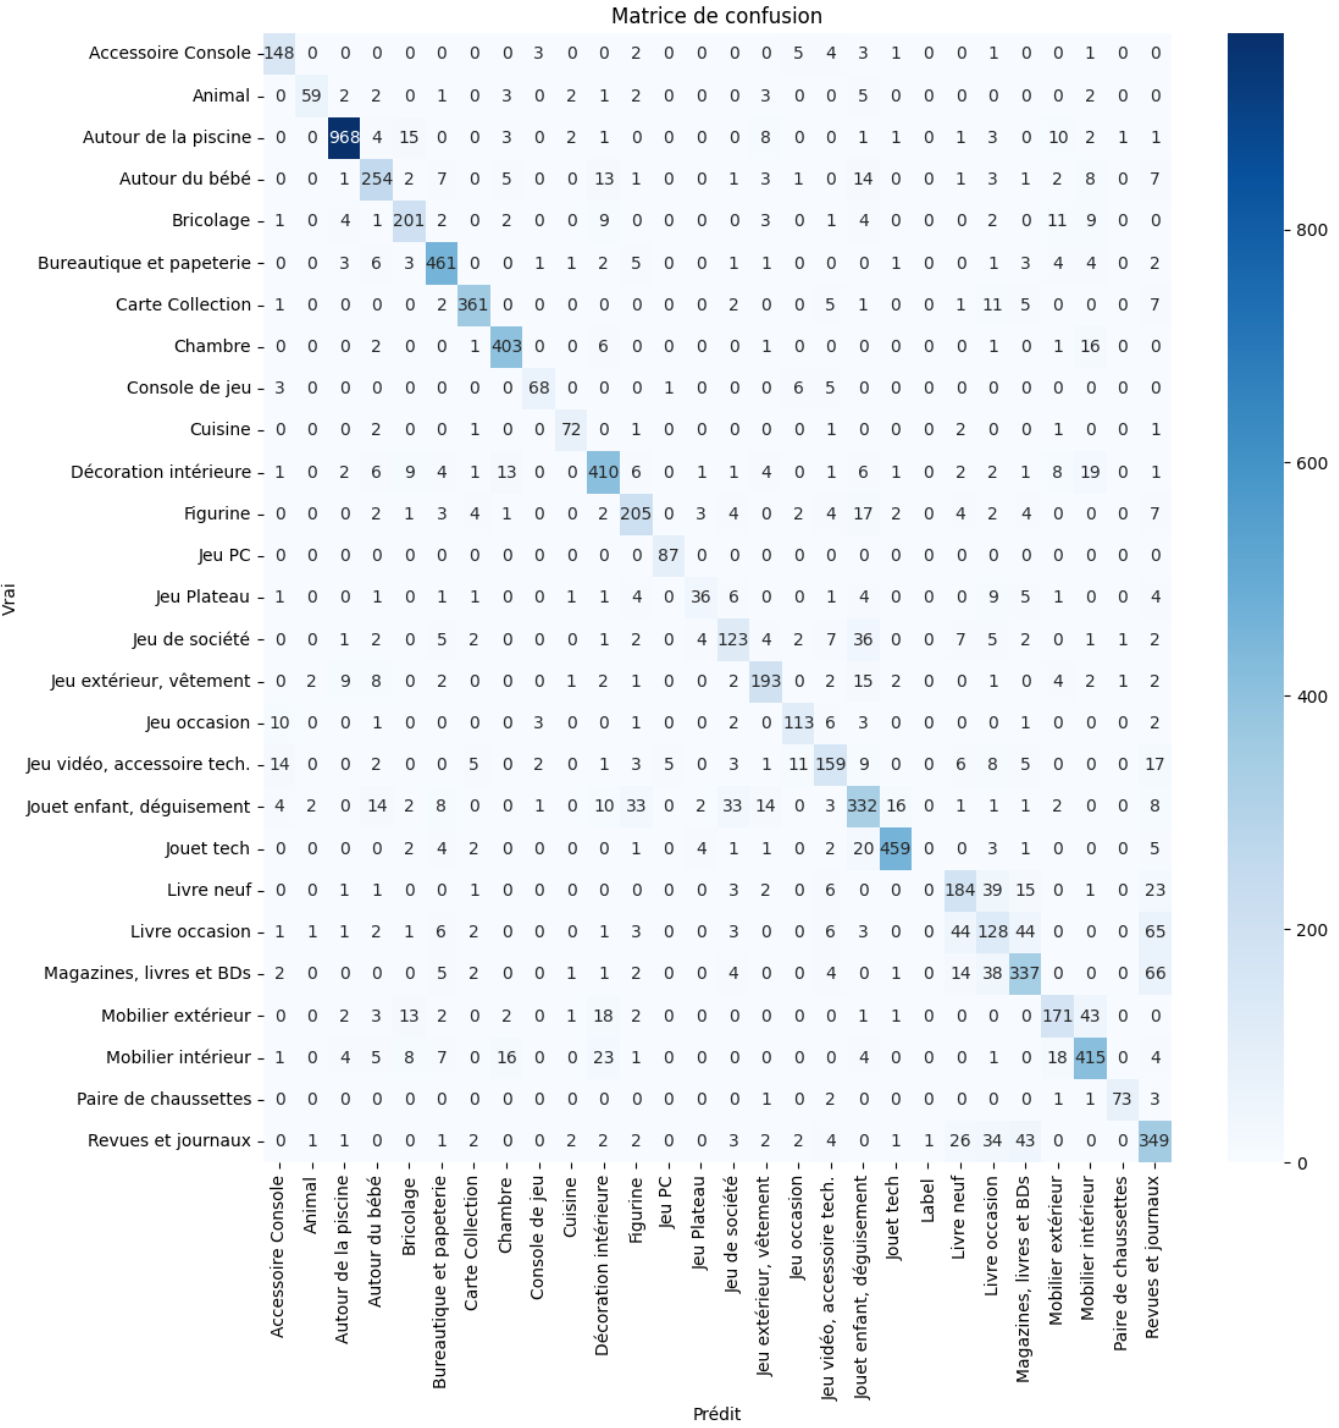 Matrice de confusion
Accessoire Console 148 0 0 0 0 0 0 0 3 0 0 2 0 0 0 0 5 4 3 1 0 0 1 0 0 1 0 0
Animal 0 59 2 2 0 1 0 3 0 2 1 2 0 0 0 3 0 0 5 0 0 0 0 0 0 2 0 0
Autour de la piscine 0 0 968 4 15 0 0 3 0 2 1 0 0 0 0 8 0 0 1 1 0 1 3 0 10 2 1 1
Autour du bébé 0 0 1 254 2 7 0 5 0 0 13 1 0 0 1 3 1 0 14 0 0 1 3 1 2 8 0 7
Bricolage 1 0 4 1 201 2 0 2 0 0 9 0 0 0 0 3 0 1 4 0 0 0 2 0 11 9 0 0
800
Bureautique et papeterie 0 0 3 6 3 461 0 0 1 1 2 5 0 0 1 1 0 0 0 1 0 0 1 3 4 4 0 2
Carte Collection 1 0 0 0 0 2 361 0 0 0 0 0 0 0 2 0 0 5 1 0 0 1 11 5 0 0 0 7
Chambre 0 0 0 2 0 0 1 403 0 0 6 0 0 0 0 1 0 0 0 0 0 0 1 0 1 16 0 0
Console de jeu 3 0 0 0 0 0 0 0 68 0 0 0 1 0 0 0 6 5 0 0 0 0 0 0 0 0 0 0
Cuisine 0 0 0 2 0 0 1 0 0 72 0 1 0 0 0 0 0 1 0 0 0 2 0 0 1 0 0 1
600
Décoration intérieure 1 0 2 6 9 4 1 13 0 0 410 6 0 1 1 4 0 1 6 1 0 2 2 1 8 19 0 1
Figurine 0 0 0 2 1 3 4 1 0 0 2 205 0 3 4 0 2 4 17 2 0 4 2 4 0 0 0 7
Jeu PC 0 0 0 0 0 0 0 0 0 0 0 0 87 0 0 0 0 0 0 0 0 0 0 0 0 0 0 0
Vrai
Jeu Plateau 1 0 0 1 0 1 1 0 0 1 1 4 0 36 6 0 0 1 4 0 0 0 9 5 1 0 0 4
Jeu de société 0 0 1 2 0 5 2 0 0 0 1 2 0 4 123 4 2 7 36 0 0 7 5 2 0 1 1 2
Jeu extérieur, vêtement 0 2 9 8 0 2 0 0 0 1 2 1 0 0 2 193 0 2 15 2 0 0 1 0 4 2 1 2
400
Jeu occasion 10 0 0 1 0 0 0 0 3 0 0 1 0 0 2 0 113 6 3 0 0 0 0 1 0 0 0 2
Jeu vidéo, accessoire tech. 14 0 0 2 0 0 5 0 2 0 1 3 5 0 3 1 11 159 9 0 0 6 8 5 0 0 0 17
Jouet enfant, déguisement 4 2 0 14 2 8 0 0 1 0 10 33 0 2 33 14 0 3 332 16 0 1 1 1 2 0 0 8
Jouet tech 0 0 0 0 2 4 2 0 0 0 0 1 0 4 1 1 0 2 20 459 0 0 3 1 0 0 0 5
Livre neuf 0 0 1 1 0 0 1 0 0 0 0 0 0 0 3 2 0 6 0 0 0 184 39 15 0 1 0 23
Livre occasion 1 1 1 2 1 6 2 0 0 0 1 3 0 0 3 0 0 6 3 0 0 44 128 44 0 0 0 65
200
Magazines, livres et BDs 2 0 0 0 0 5 2 0 0 1 1 2 0 0 4 0 0 4 0 1 0 14 38 337 0 0 0 66
Mobilier extérieur 0 0 2 3 13 2 0 2 0 1 18 2 0 0 0 0 0 0 1 1 0 0 0 0 171 43 0 0
Mobilier intérieur 1 0 4 5 8 7 0 16 0 0 23 1 0 0 0 0 0 0 4 0 0 0 1 0 18 415 0 4
Paire de chaussettes 0 0 0 0 0 0 0 0 0 0 0 0 0 0 0 1 0 2 0 0 0 0 0 0 1 1 73 3
Revues et journaux 0 1 1 0 0 1 2 0 0 2 2 2 0 0 3 2 2 4 0 1 1 26 34 43 0 0 0 349
0
Accessoire Console
Animal
Autour de la piscine
Autour du bébé
Bricolage
Bureautique et papeterie
Carte Collection
Chambre
Console de jeu
Cuisine
Décoration intérieure
Figurine
Jeu PC
Jeu Plateau
Jeu de société
Jeu extérieur, vêtement
Jeu occasion
Jeu vidéo, accessoire tech.
Jouet enfant, déguisement
Jouet tech
Label
Livre neuf
Livre occasion
Magazines, livres et BDs
Mobilier extérieur
Mobilier intérieur
Paire de chaussettes
Revues et journaux
Prédit